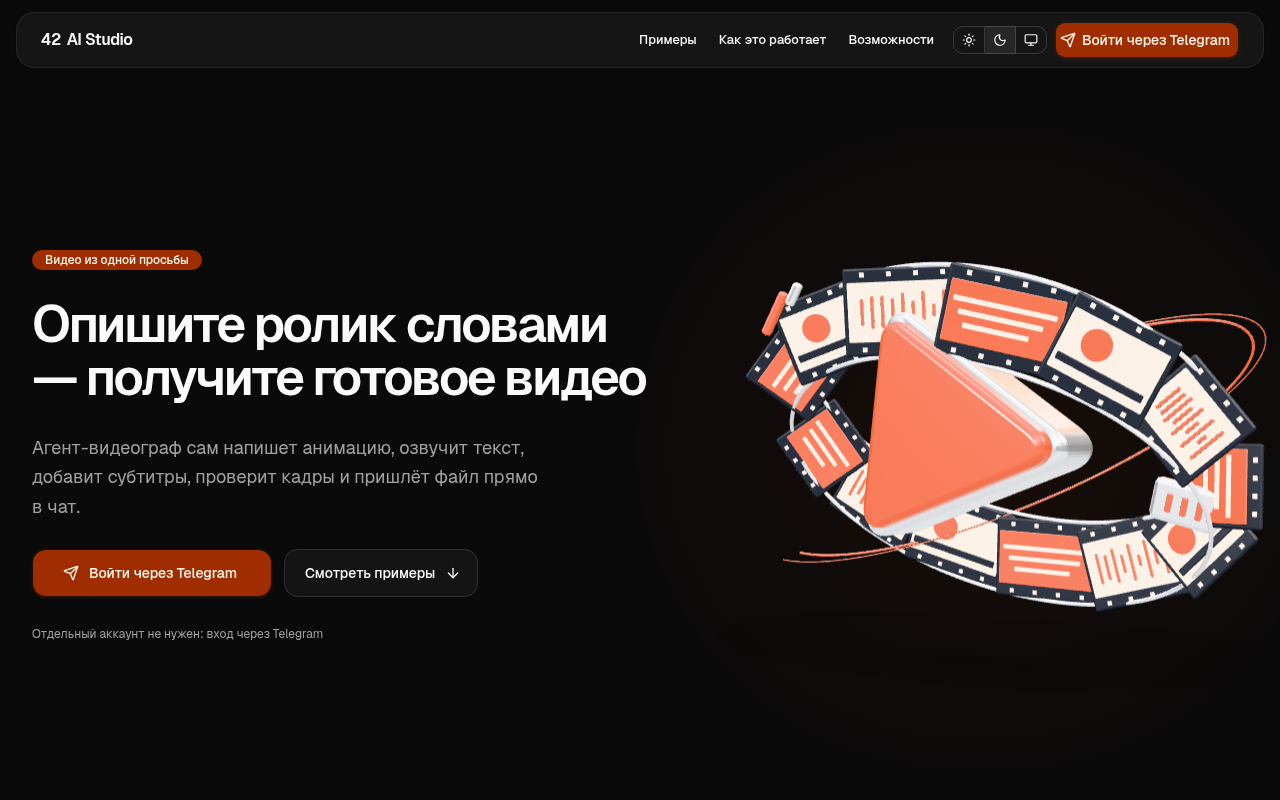 42 AI Studio
Примеры
Как это работает
Возможности
Войти через Telegram
Видео из одной просьбы
Опишите ролик словами
— получите готовое видео
Агент-видеограф сам напишет анимацию, озвучит текст,
добавит субтитры, проверит кадры и пришлёт файл прямо
в чат.
Войти через Telegram
Смотреть примеры
Отдельный аккаунт не нужен: вход через Telegram